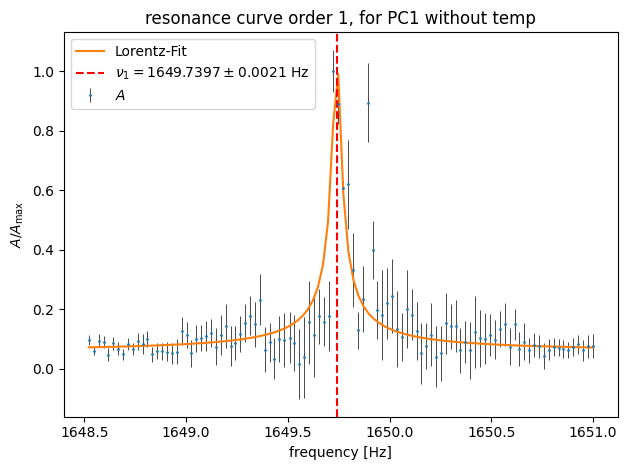 resonance curve order 1, for PC1 without temp
Lorentz-Fit
ν₁ = 1649.7397 ± 0.0021 Hz
A
A/A_max
1.0
0.8
0.6
0.4
0.2
0.0
1648.5 1649.0 1649.5 1650.0 1650.5 1651.0
frequency [Hz]